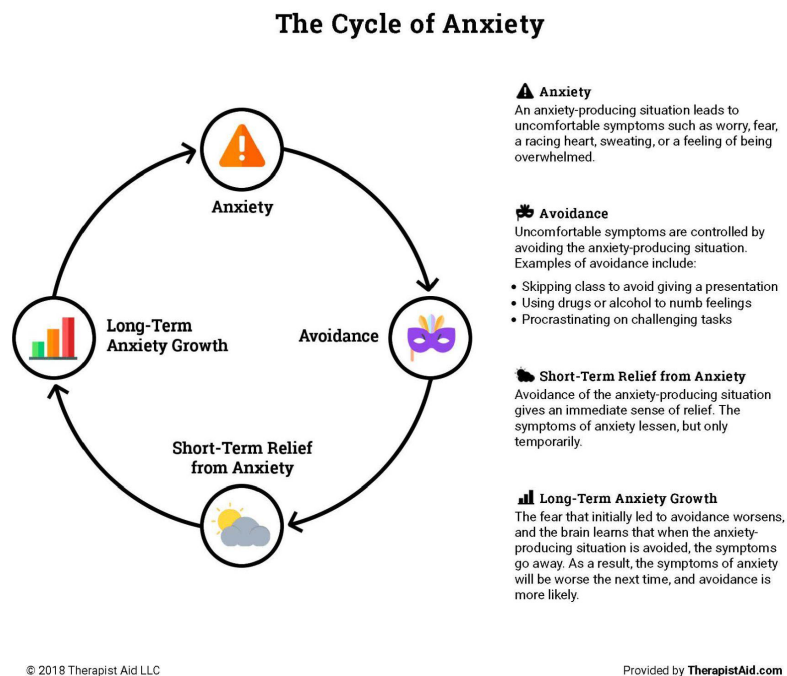 The Cycle of Anxiety
Anxiety
Avoidance
Short-Term Relief
from Anxiety
Long-Term
Anxiety Growth
Anxiety
An anxiety-producing situation leads to
uncomfortable symptoms such as worry, fear,
a racing heart, sweating, or a feeling of being
overwhelmed.
Avoidance
Uncomfortable symptoms are controlled by
avoiding the anxiety-producing situation.
Examples of avoidance include:
• Skipping class to avoid giving a presentation
• Using drugs or alcohol to numb feelings
• Procrastinating on challenging tasks
Short-Term Relief from Anxiety
Avoidance of the anxiety-producing situation
gives an immediate sense of relief. The
symptoms of anxiety lessen, but only
temporarily.
Long-Term Anxiety Growth
The fear that initially led to avoidance worsens,
and the brain learns that when the anxiety-
producing situation is avoided, the symptoms
go away. As a result, the symptoms of anxiety
will be worse the next time, and avoidance is
more likely.
© 2018 Therapist Aid LLC
Provided by TherapistAid.com